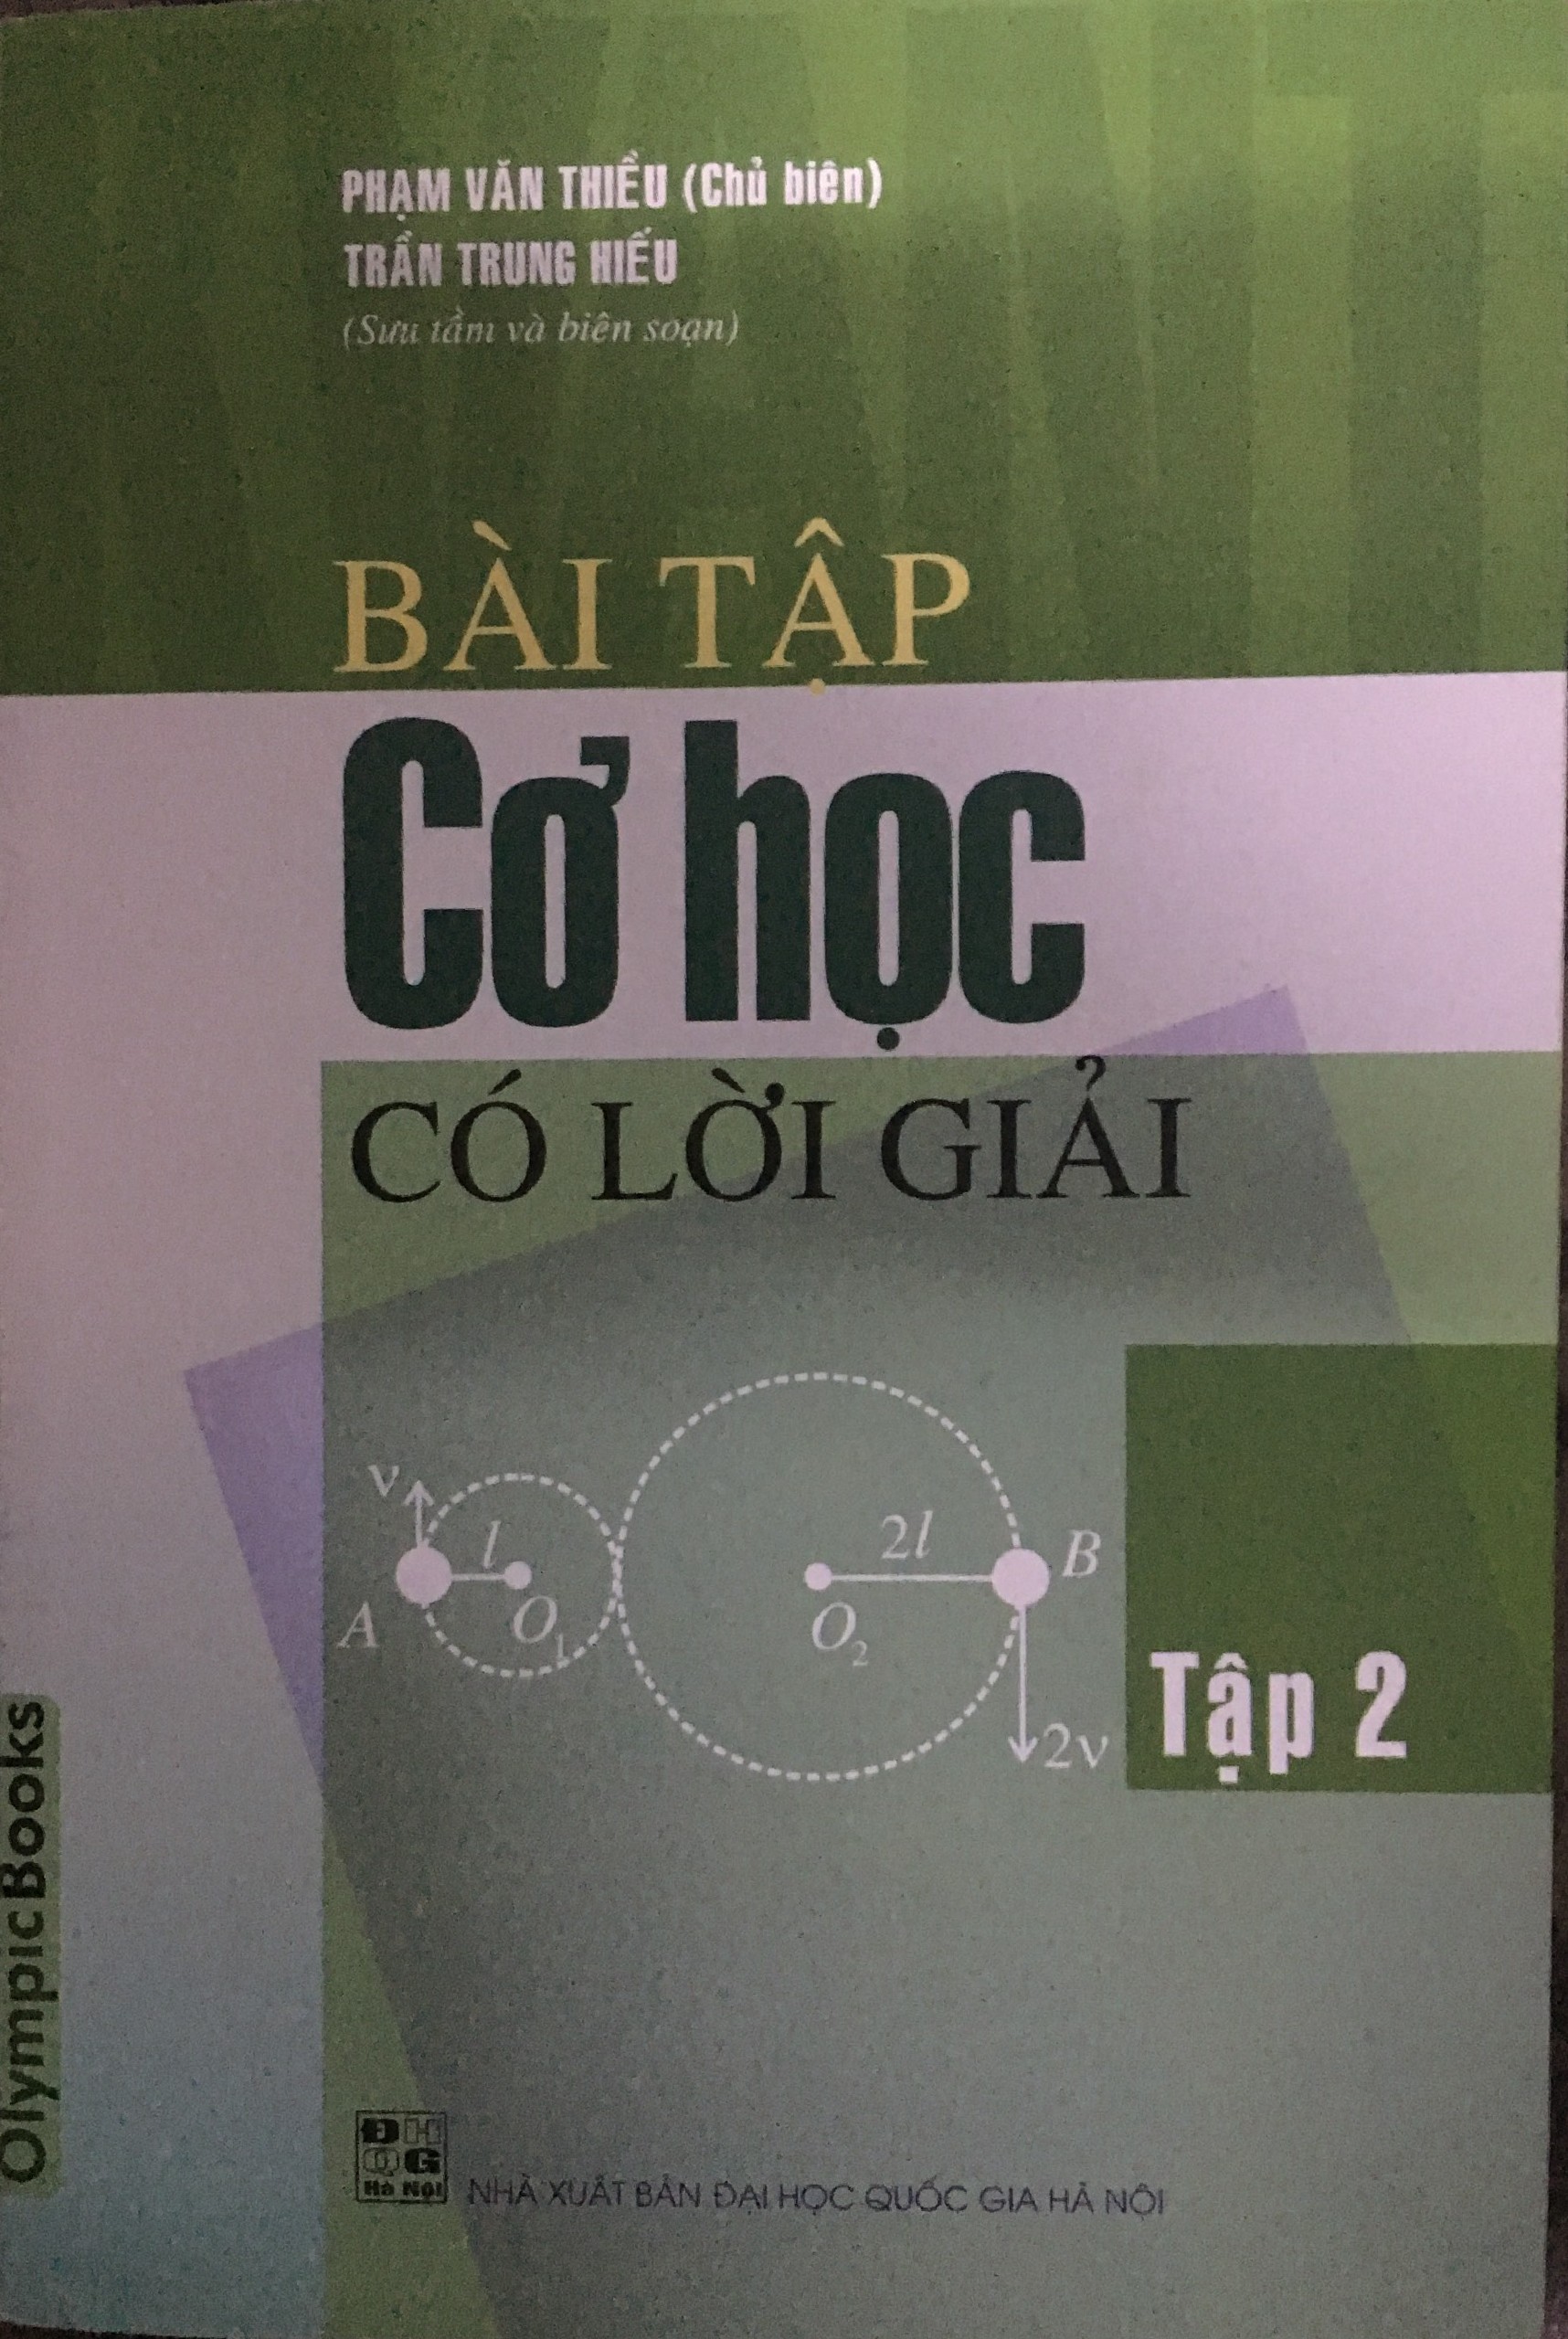 PHẠM VĂN THIỀU (Chủ biên)
TRẦN TRUNG HIẾU
(Sưu tầm và biên soạn)
BÀI TẬP
Cơ học
CÓ LỜI GIẢI
v
l
A
O₁
2l
B
O₂
2v
Tập 2
Olympic Books
ĐH
QG
Hà Nội
NHÀ XUẤT BẢN ĐẠI HỌC QUỐC GIA HÀ NỘI